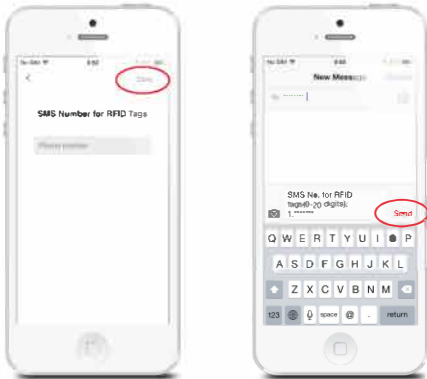 SMS Number for RFID Tags
Phone number
New Message
SMS No. for RFID
tags(0-20 digits):
1.*******
Send
Q W E R T Y U I O P
A S D F G H J K L
Z X C V B N M
123 space @ . return